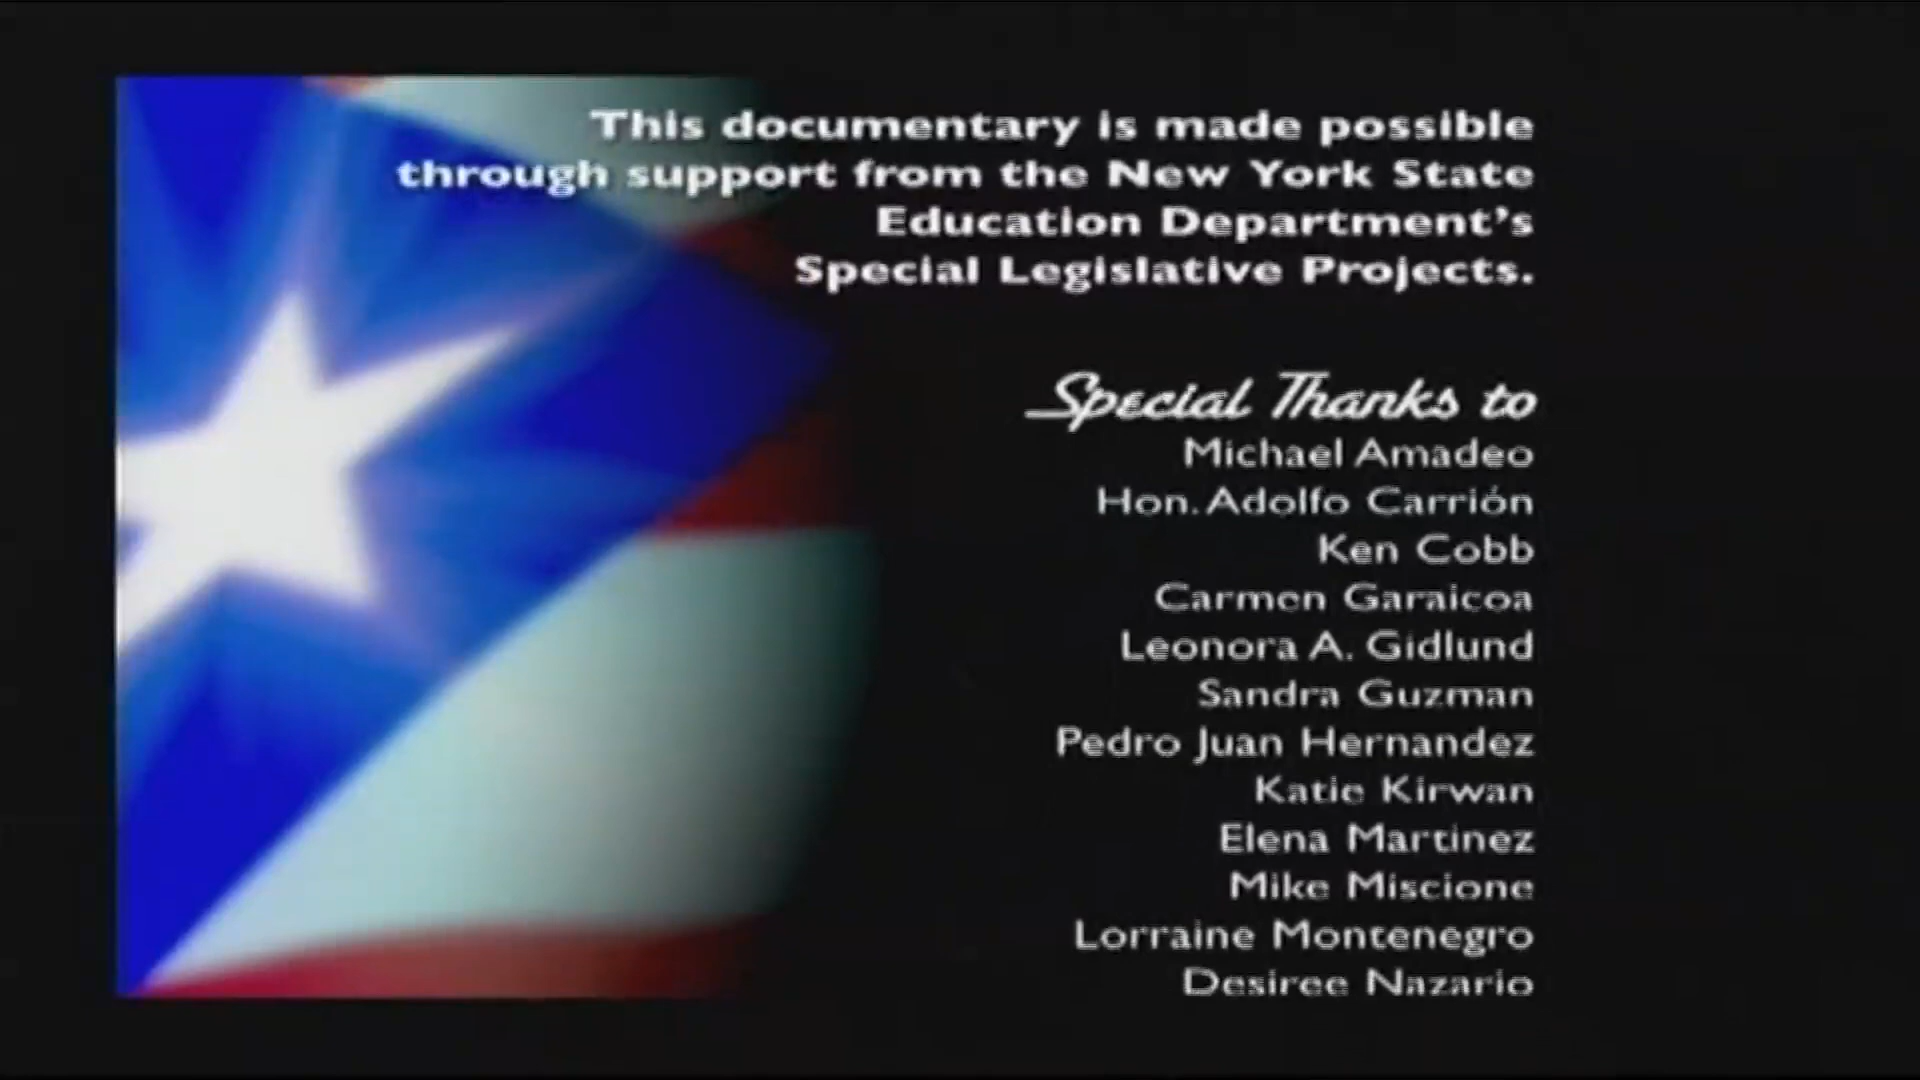 This documentary is made possible
through support from the New York State
Education Department's
Special Legislative Projects.
Special Thanks to
Michael Amadeo
Hon. Adolfo Carrión
Ken Cobb
Carmen Garaicoa
Leonora A. Gidlund
Sandra Guzman
Pedro Juan Hernandez
Katie Kirwan
Elena Martinez
Mike Miscione
Lorraine Montenegro
Desiree Nazario